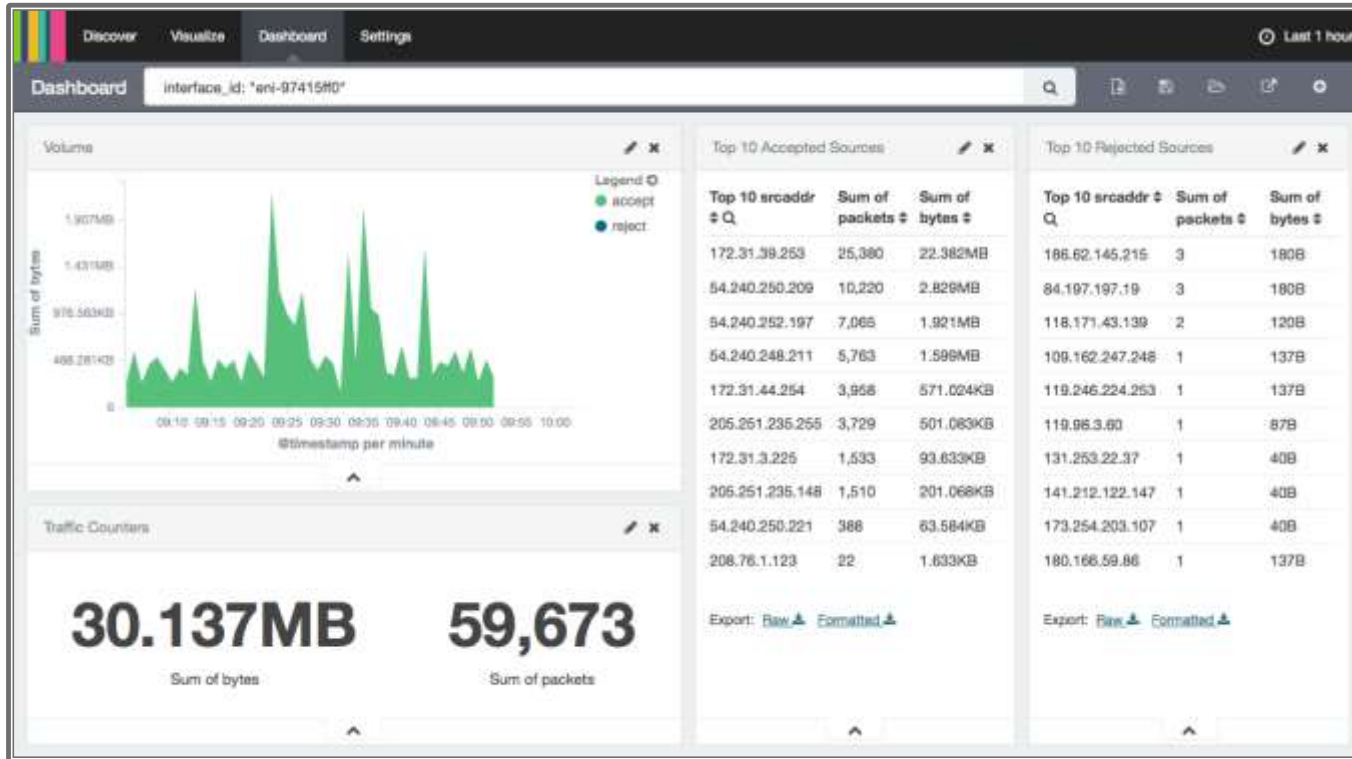 Discover Visualize Dashboard Settings Last 1 hour
Dashboard interface_id: "eni-97415ff0"
Volume
Legend
accept
reject
1.907MB
1.431MB
976.563KB
488.281KB
0
Sum of bytes
09:10 09:15 09:20 09:25 09:30 09:35 09:40 09:45 09:50 09:55 10:00
@timestamp per minute
Traffic Counters
30.137MB 59,673
Sum of bytes Sum of packets
Top 10 Accepted Sources
Top 10 srcaddr Sum of packets Sum of bytes
172.31.39.253 25,380 22.382MB
54.240.250.209 10,220 2.829MB
54.240.252.197 7,065 1.921MB
54.240.248.211 5,763 1.599MB
172.31.44.254 3,958 571.024KB
205.251.235.255 3,729 501.083KB
172.31.3.225 1,533 93.633KB
205.251.235.148 1,510 201.068KB
54.240.250.221 388 63.584KB
208.76.1.123 22 1.633KB
Export: Raw Formatted
Top 10 Rejected Sources
Top 10 srcaddr Sum of packets Sum of bytes
186.62.145.215 3 180B
84.197.197.19 3 180B
118.171.43.139 2 120B
109.162.247.248 1 137B
119.246.224.253 1 137B
119.98.3.60 1 87B
131.253.22.37 1 40B
141.212.122.147 1 40B
173.254.203.107 1 40B
180.166.59.86 1 137B
Export: Raw Formatted